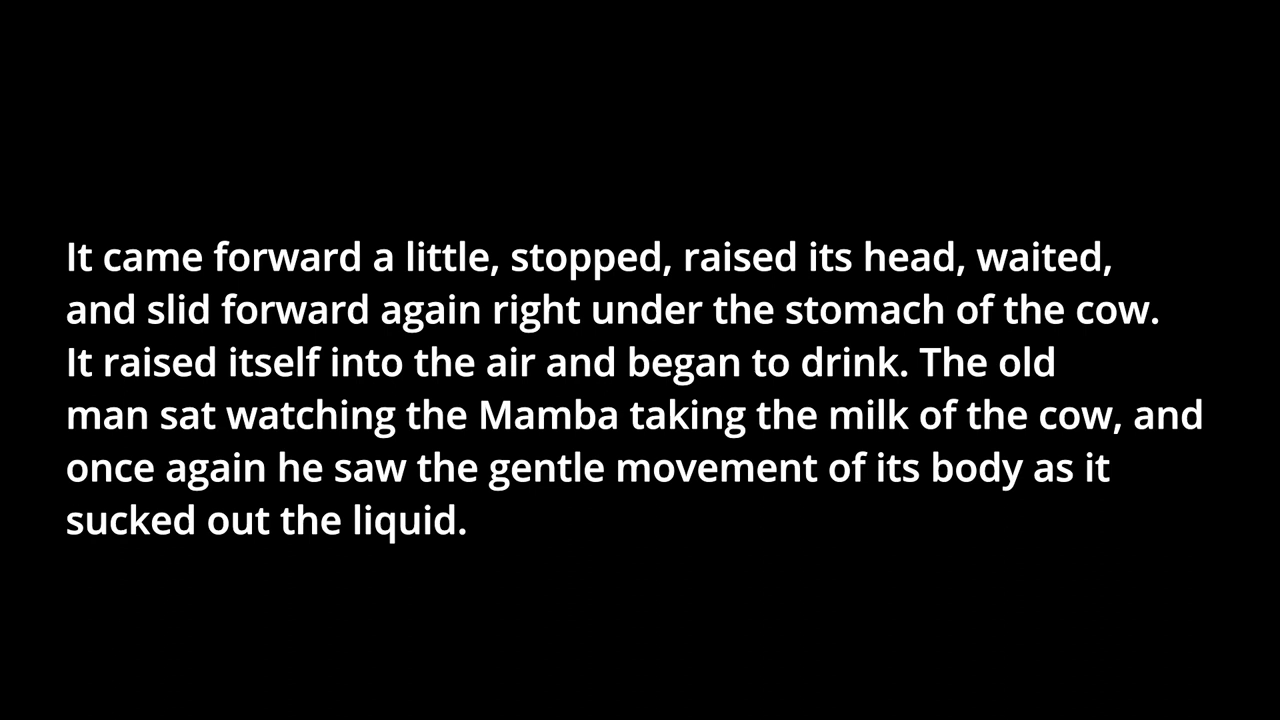 It came forward a little, stopped, raised its head, waited,
and slid forward again right under the stomach of the cow.
It raised itself into the air and began to drink. The old
man sat watching the Mamba taking the milk of the cow, and
once again he saw the gentle movement of its body as it
sucked out the liquid.